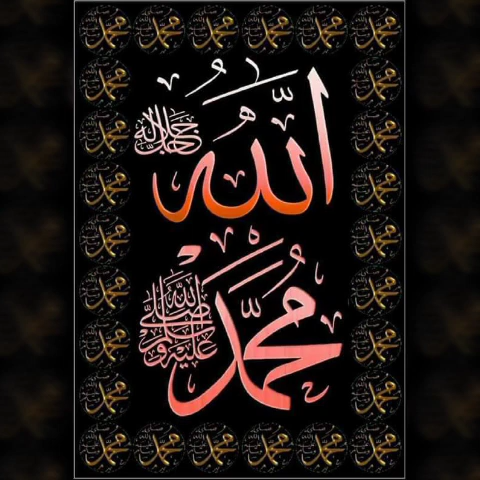 الله
جل جلاله
محمد
صلى الله عليه وسلم